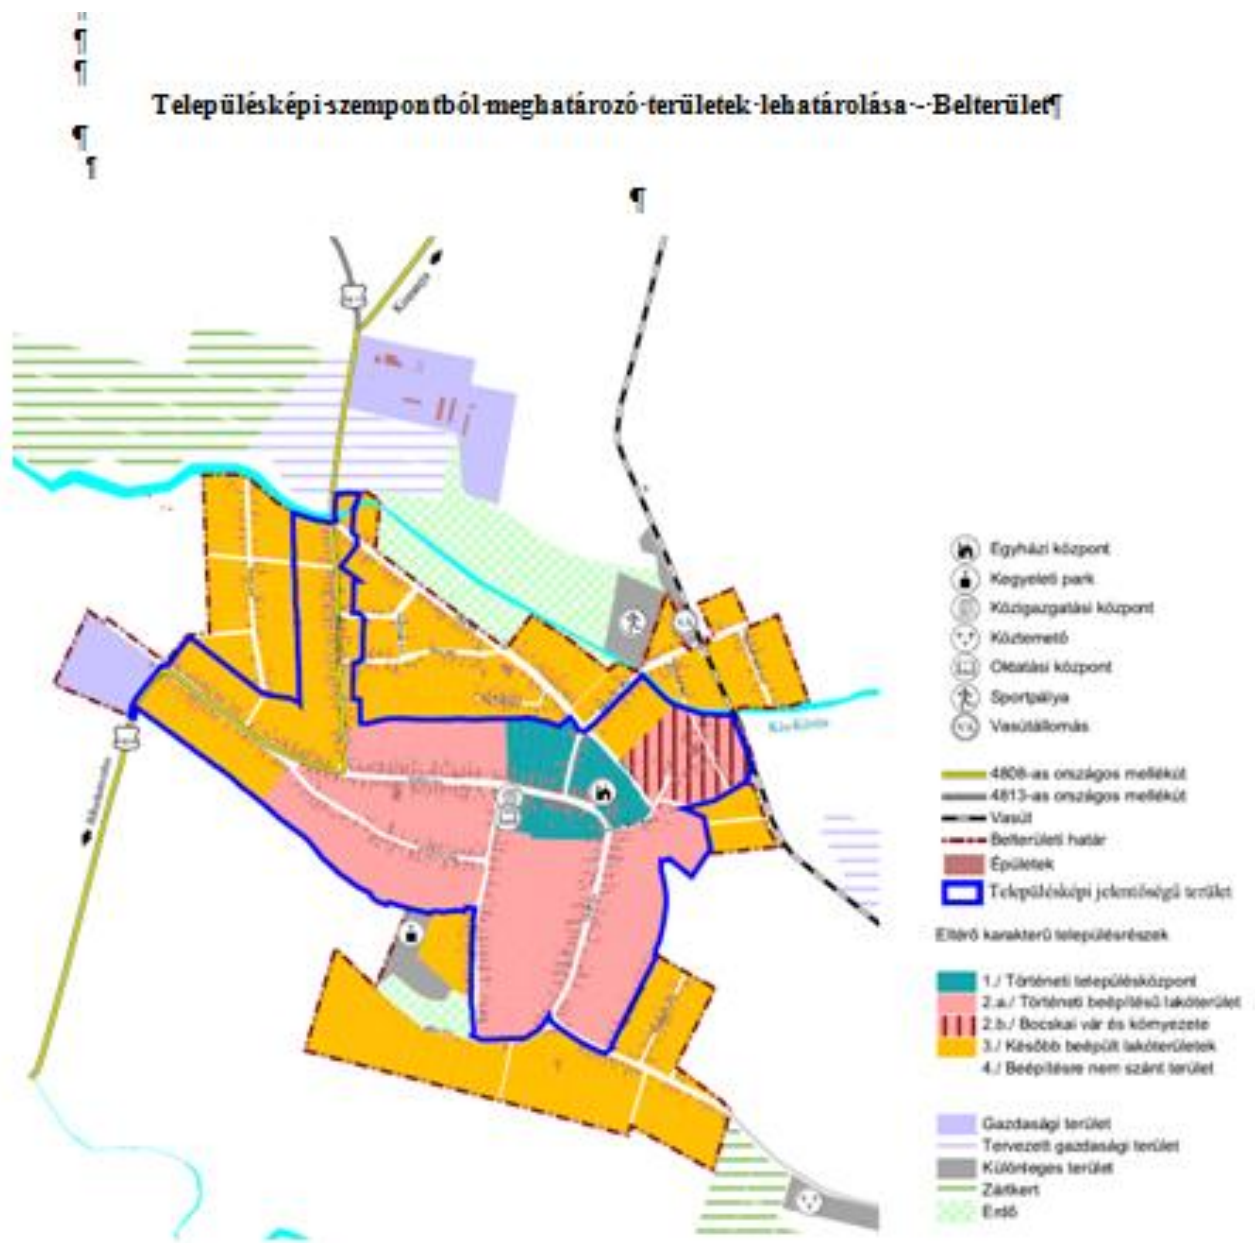 ¶
¶
¶
Településképi·szempontból·meghatározó·területek·lehatárolása·-·Belterület¶
¶
¶
¶
Egyházi központ
Kegyeleti park
Közigazgatási központ
Köztemető
Oktatási központ
Sportpálya
Vasútállomás
Kis-Körös
4808-as országos mellékút
4813-as országos mellékút
Vasút
Belterületi határ
Épületek
Településképi jelentőségű terület
Eltérő karakterű településrészek
1./ Történeti településközpont
2.a./ Történeti beépítésű lakóterület
2.b./ Bocskai vár és környezete
3./ Később beépült lakóterületek
4./ Beépítésre nem szánt terület
Gazdasági terület
Tervezett gazdasági terület
Különleges terület
Zártkert
Erdő